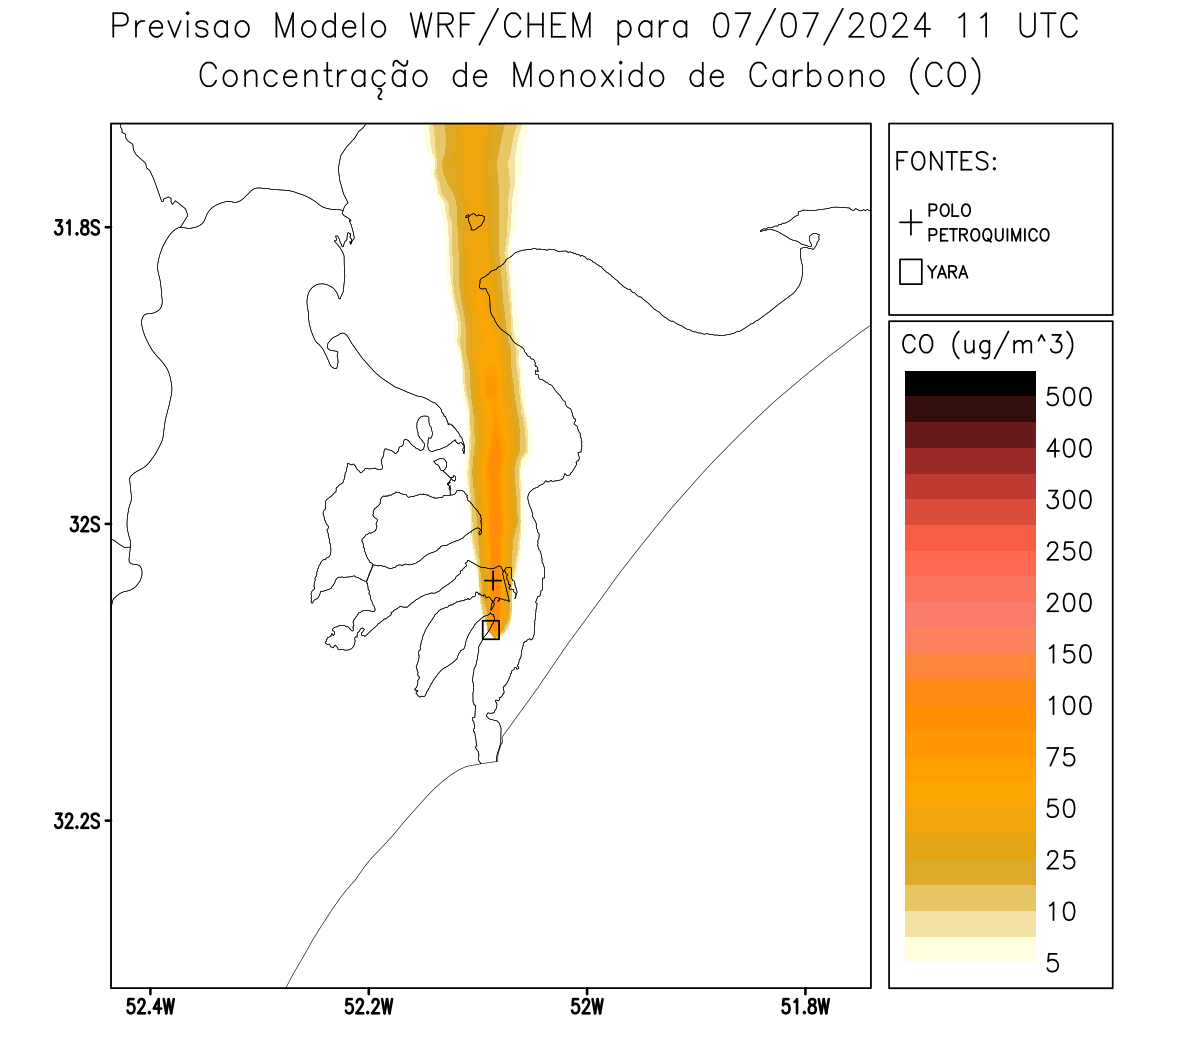 Previsao Modelo WRF/CHEM para 07/07/2024 11 UTC
Concentração de Monoxido de Carbono (CO)
FONTES:
POLO
PETROQUIMICO
YARA
CO (ug/m^3)
500
400
300
250
200
150
100
75
50
25
10
5
31.8S
32S
32.2S
52.4W
52.2W
52W
51.8W